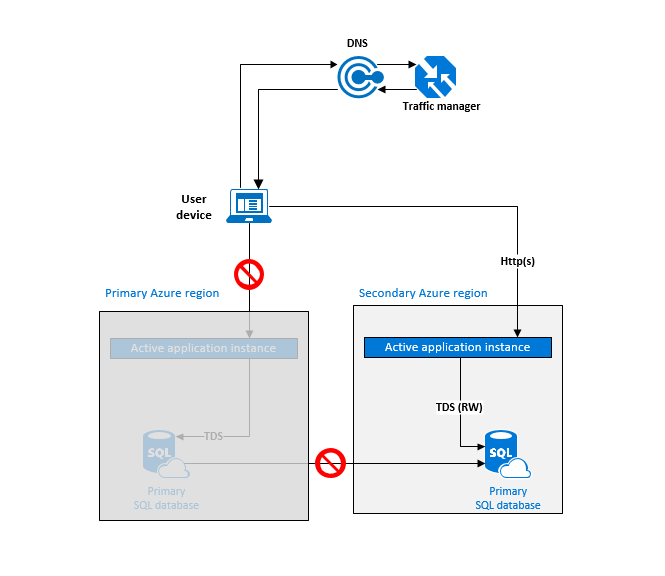 DNS
Traffic manager
User
device
Http(s)
Primary Azure region
Secondary Azure region
Active application instance
Active application instance
TDS (RW)
TDS
SQL
SQL
Primary
SQL database
Primary
SQL database